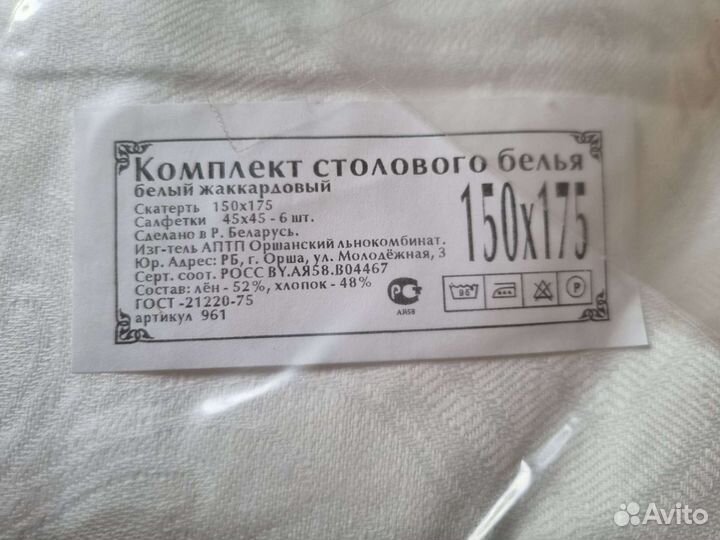 Комплект столового белья
белый жаккардовый
Скатерть 150х175
Салфетки 45х45 - 6 шт.
Сделано в Р. Беларусь.
Изг-тель АПТП Оршанский льнокомбинат.
Юр. Адрес: РБ, г. Орша, ул. Молодёжная, 3
Серт. соот. РОСС BY.АЯ58.В04467
Состав: лён - 52%, хлопок - 48%
ГОСТ -21220-75
артикул 961
150х175
РС
АЯ58
90
Р
Avito